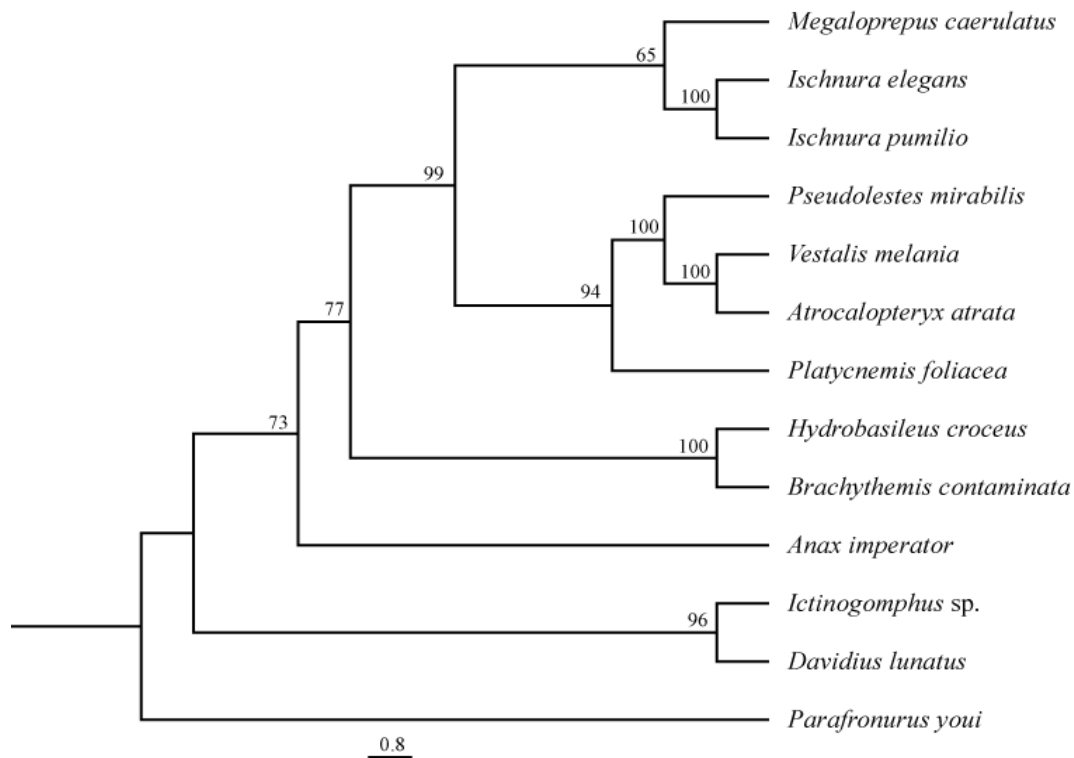 Megaloprepus caerulatus
65
Ischnura elegans
100
Ischnura pumilio
99
Pseudolestes mirabilis
100
Vestalis melania
100
94
Atrocalopteryx atrata
77
Platycnemis foliacea
73
Hydrobasileus croceus
100
Brachythemis contaminata
Anax imperator
Ictinogomphus sp.
96
Davidius lunatus
Parafronurus youi
0.8